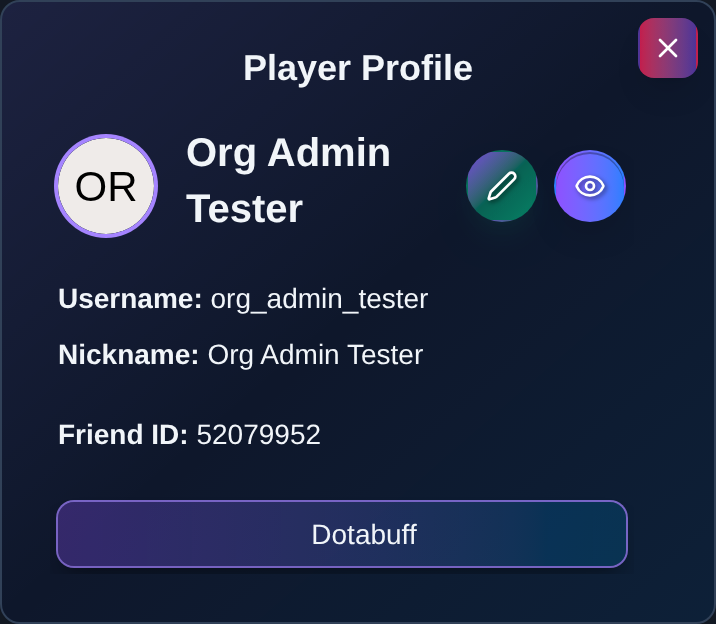 Player Profile
OR
Org Admin
Tester
Username: org_admin_tester
Nickname: Org Admin Tester
Friend ID: 52079952
Dotabuff